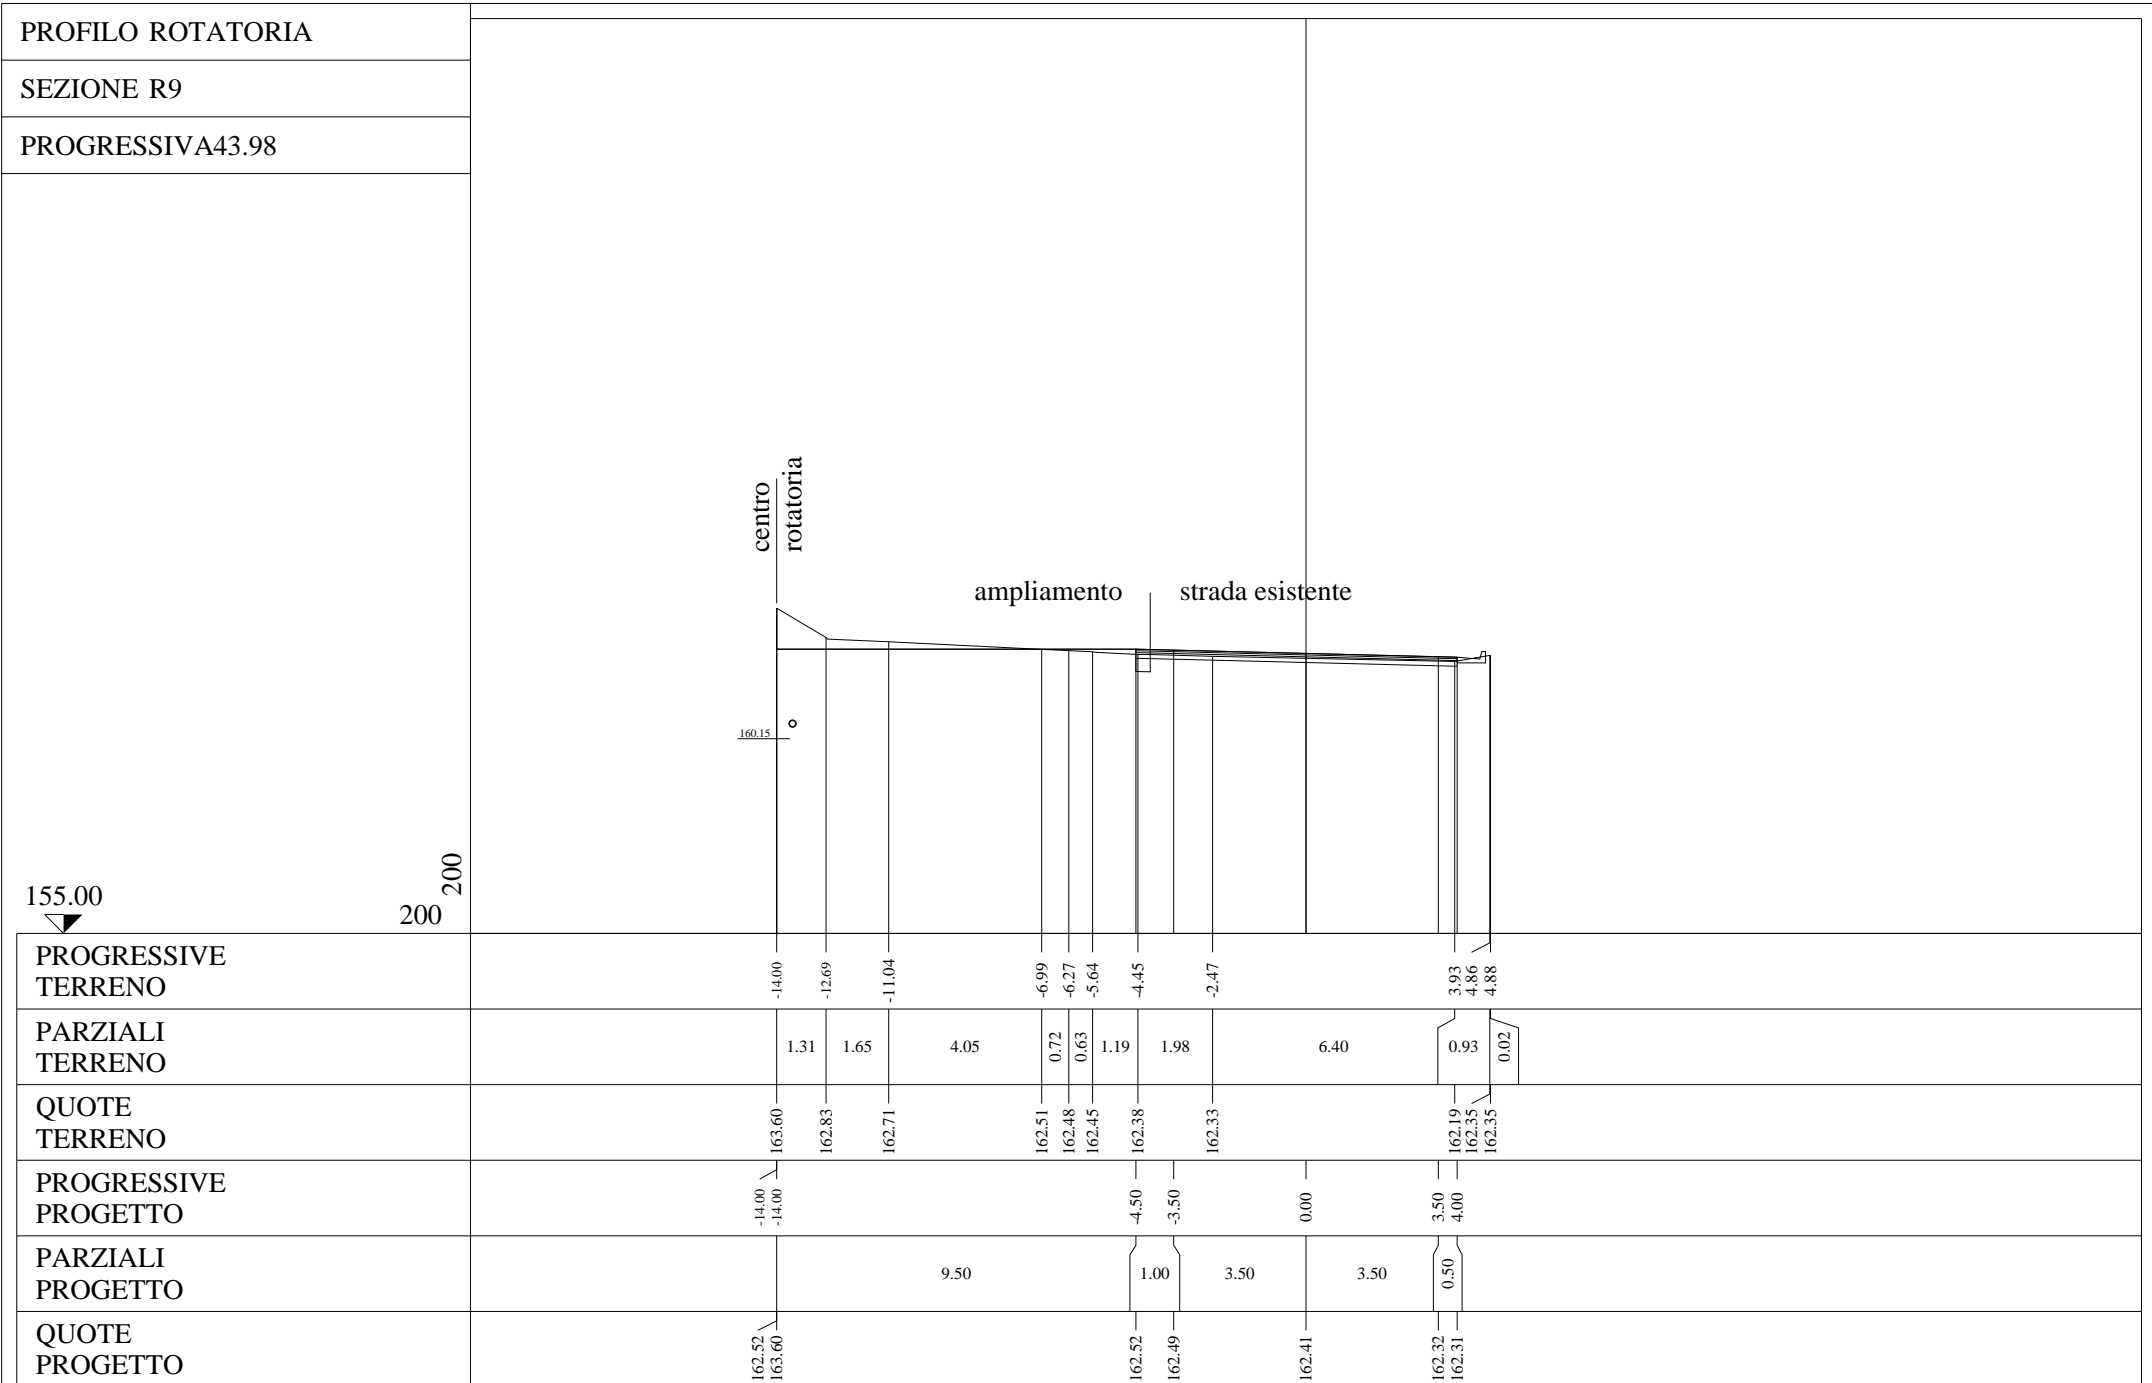 PROFILO ROTATORIA
SEZIONE R9
PROGRESSIVA43.98
centro
rotatoria
ampliamento
strada esistente
160.15
155.00
200
200
PROGRESSIVE
TERRENO
-14.00 -12.69 -11.04 -6.99 -6.27 -5.64 -4.45 -2.47 3.93 4.86 4.88
PARZIALI
TERRENO
1.31 1.65 4.05 0.72 0.63 1.19 1.98 6.40 0.93 0.02
QUOTE
TERRENO
163.60 162.83 162.71 162.51 162.48 162.45 162.38 162.33 162.19 162.35 162.35
PROGRESSIVE
PROGETTO
-14.00 -14.00 -4.50 -3.50 0.00 3.50 4.00
PARZIALI
PROGETTO
9.50 1.00 3.50 3.50 0.50
QUOTE
PROGETTO
162.52 163.60 162.52 162.49 162.41 162.32 162.31